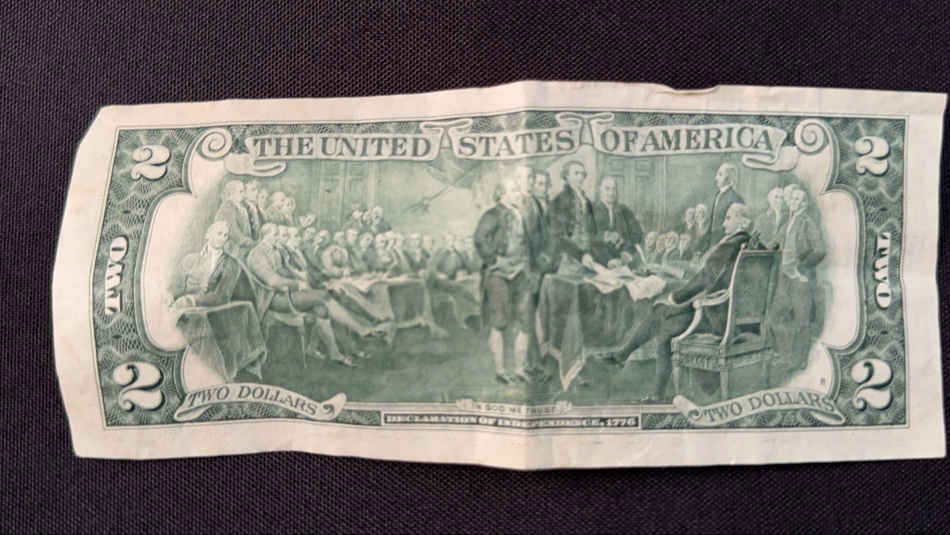 THE UNITED STATES OF AMERICA
2
2
TWO
TWO
2
2
TWO DOLLARS
TWO DOLLARS
IN GOD WE TRUST
DECLARATION OF INDEPENDENCE, 1776